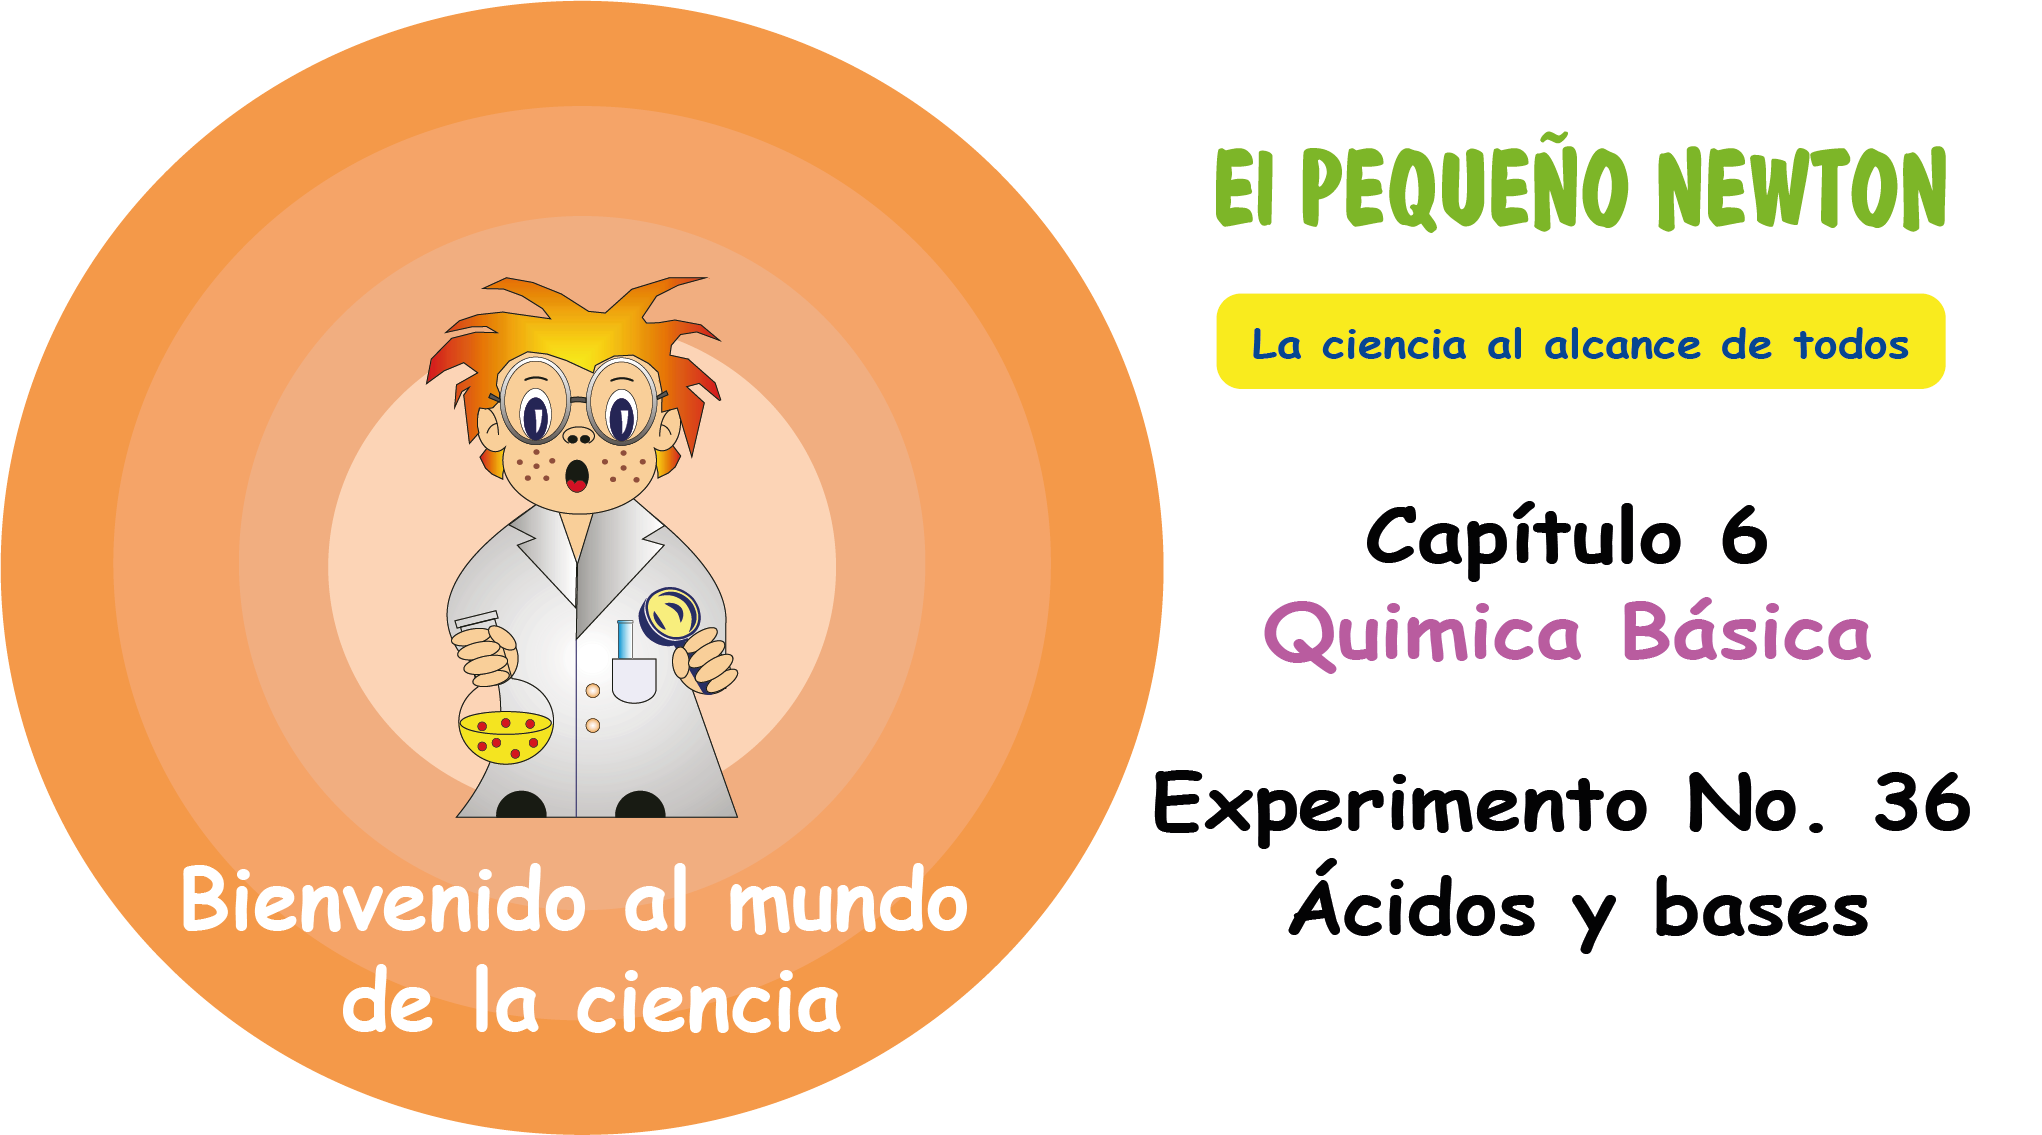 El PEQUEÑO NEWTON
La ciencia al alcance de todos
Capítulo 6
Quimica Básica
Experimento No. 36
Ácidos y bases
Bienvenido al mundo
de la ciencia